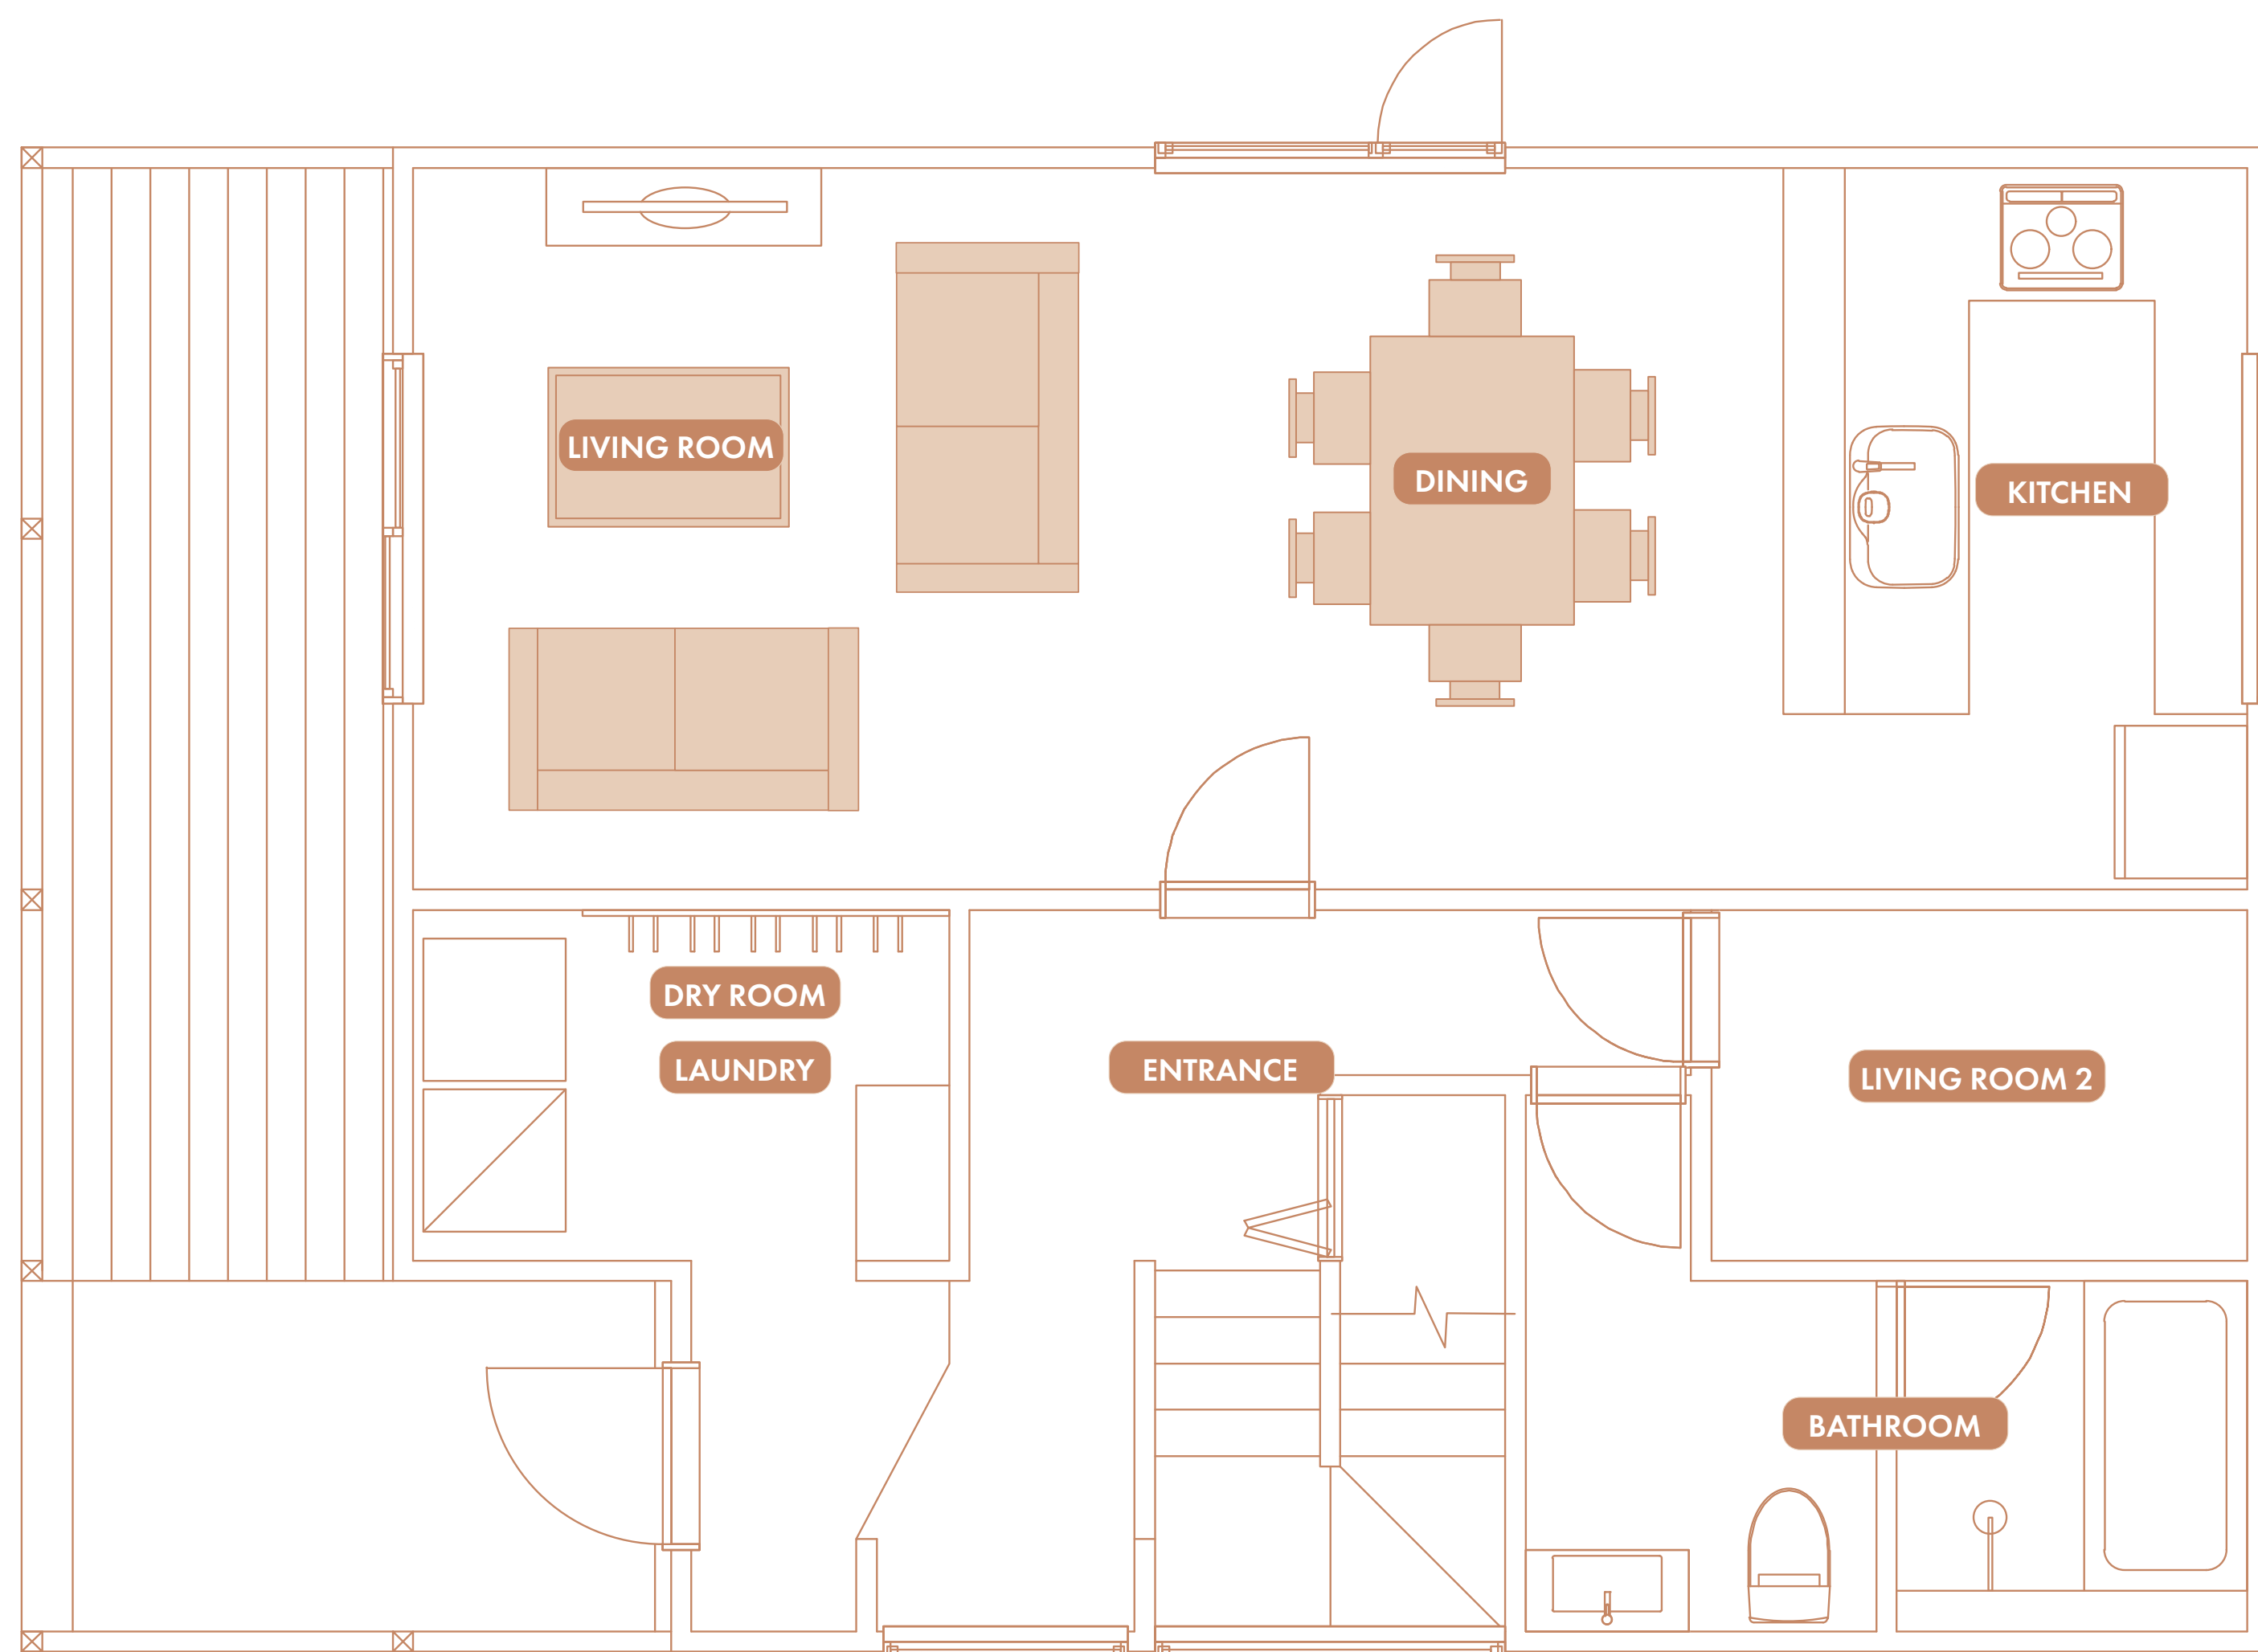 LIVING ROOM
DINING
KITCHEN
DRY ROOM
LAUNDRY
ENTRANCE
LIVING ROOM 2
BATHROOM